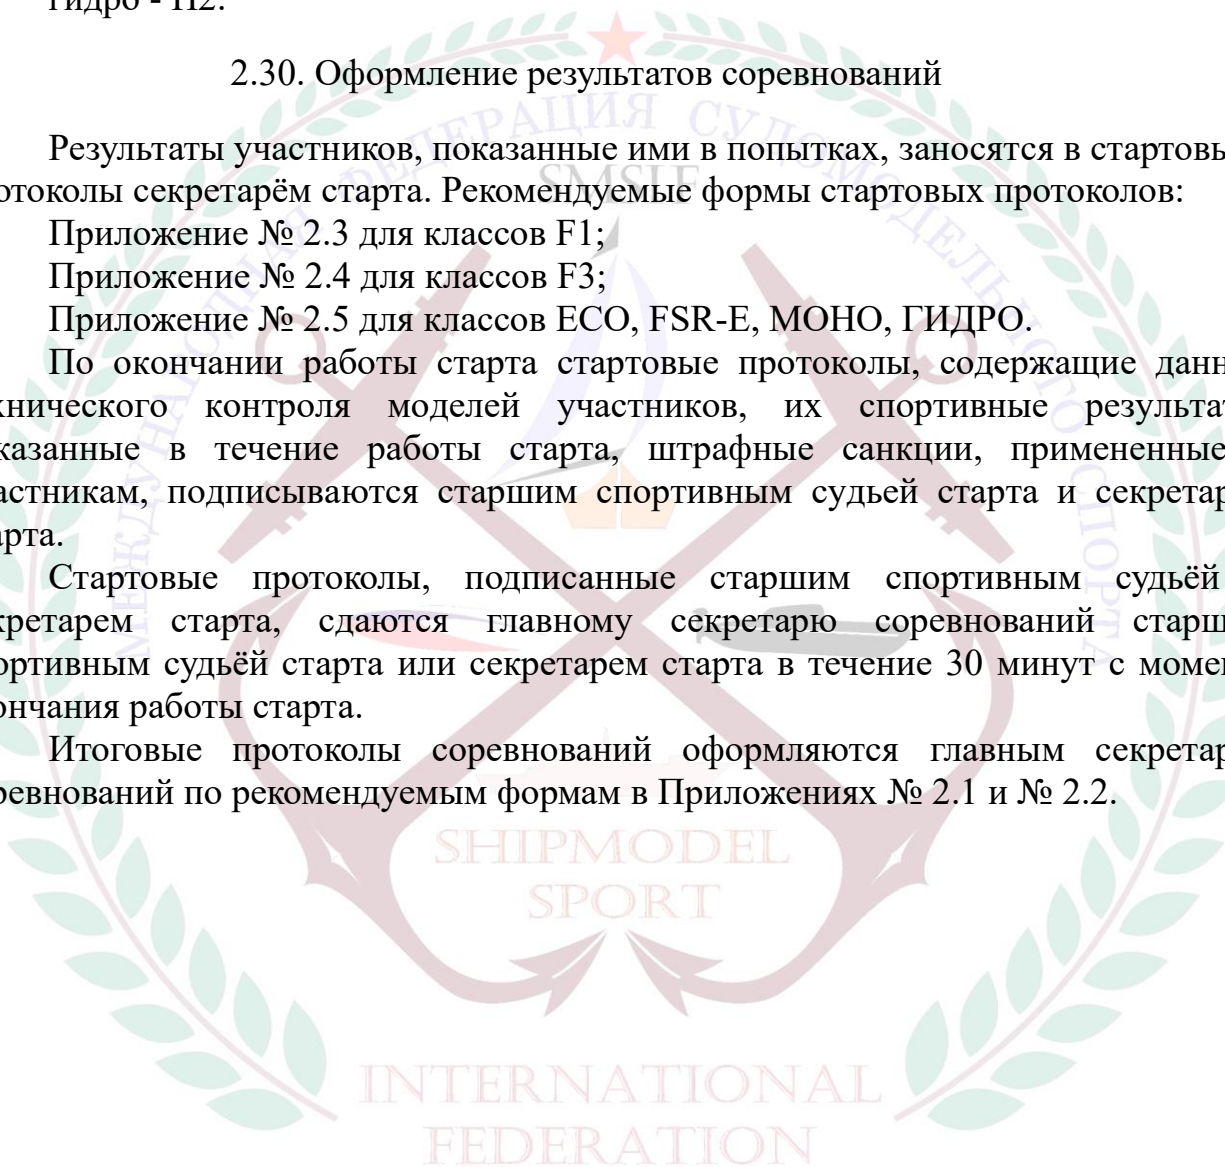 гидро - Н2.
2.30. Оформление результатов соревнований
Результаты участников, показанные ими в попытках, заносятся в стартовы
отоколы секретарём старта. Рекомендуемые формы стартовых протоколов:
Приложение № 2.3 для классов F1;
Приложение № 2.4 для классов F3;
Приложение № 2.5 для классов ECO, FSR-E, МОНО, ГИДРО.
По окончании работы старта стартовые протоколы, содержащие данн
хнического контроля моделей участников, их спортивные результат
казанные в течение работы старта, штрафные санкции, примененные
астникам, подписываются старшим спортивным судьей старта и секретар
арта.
Стартовые протоколы, подписанные старшим спортивным судьёй
кретарем старта, сдаются главному секретарю соревнований старш
ортивным судьёй старта или секретарем старта в течение 30 минут с момен
ончания работы старта.
Итоговые протоколы соревнований оформляются главным секретар
ревнований по рекомендуемым формам в Приложениях № 2.1 и № 2.2.
МЕЖДУНАРОДНАЯ ФЕДЕРАЦИЯ СУДОМОДЕЛЬНОГО СПОРТА
SMSIF
SHIPMODEL
SPORT
INTERNATIONAL
FEDERATION